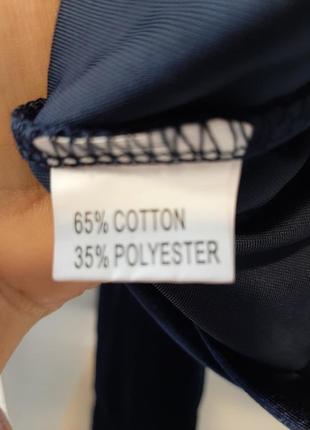 65% COTTON
35% POLYESTER